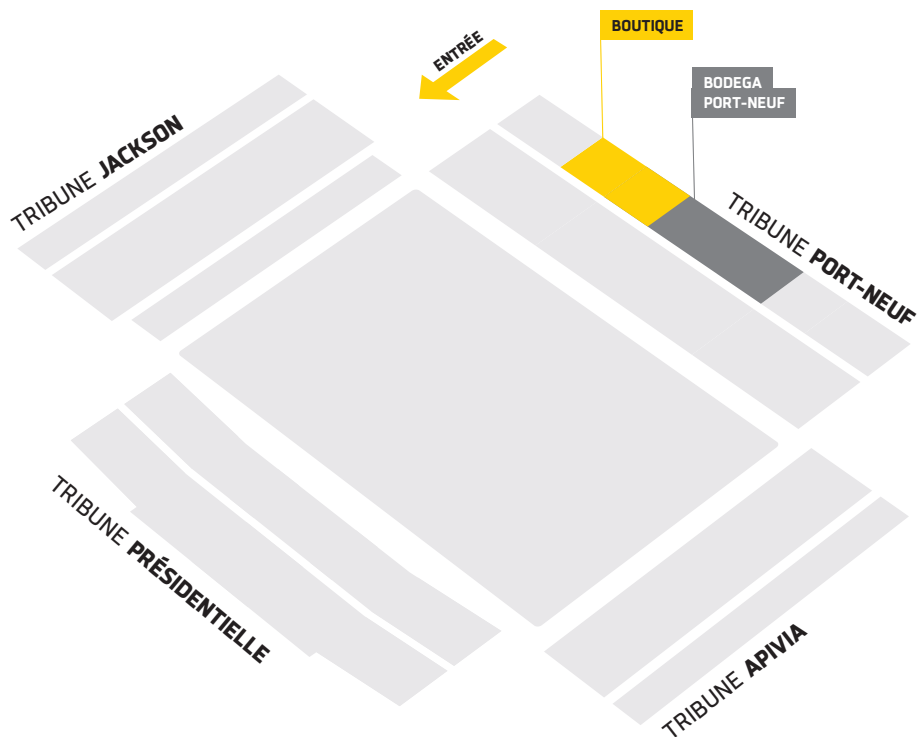 BOUTIQUE
ENTRÉE
BODEGA
PORT-NEUF
TRIBUNE JACKSON
TRIBUNE PORT-NEUF
TRIBUNE PRÉSIDENTIELLE
TRIBUNE APIVIA